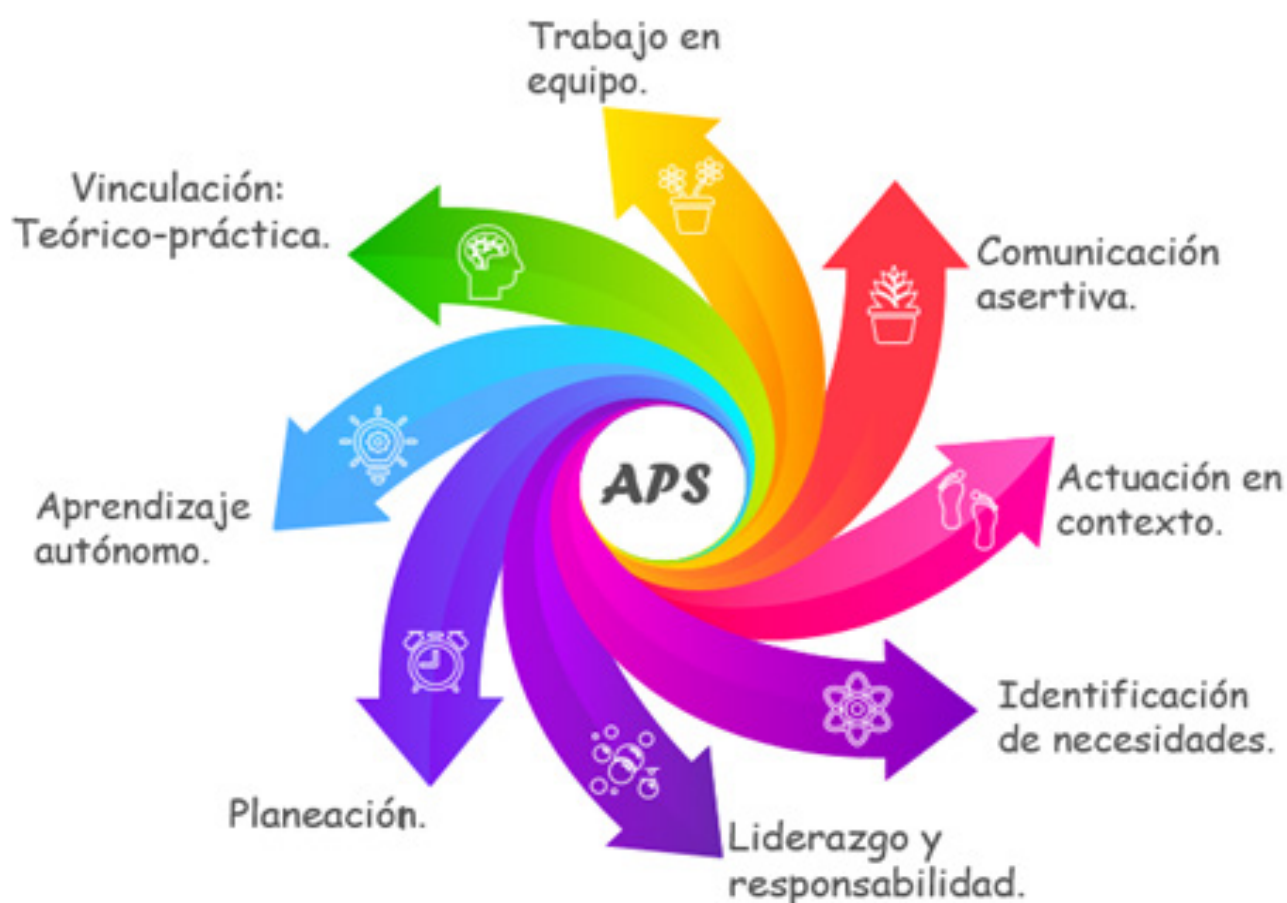 Trabajo en
equipo.
Vinculación:
Teórico-práctica.
Comunicación
asertiva.
APS
Actuación en
contexto.
Aprendizaje
autónomo.
Identificación
de necesidades.
Planeación.
Liderazgo y
responsabilidad.